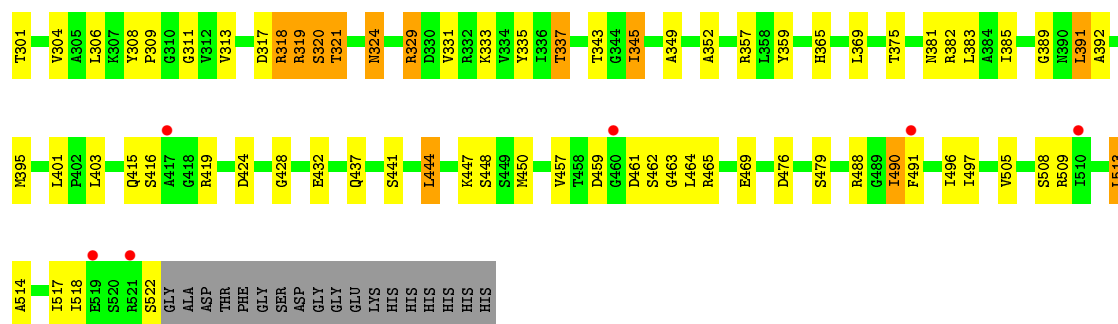 T301 V304 A305 L306 K307 Y308 P309 G310 G311 V312 V313 D317 R318 R319 S320 T321 N324 R329 D330 V331 R332 K333 V334 Y335 I336 T337 T343 G344 I345 A349 A352 R357 L358 Y359 H365 L369 T375 N381 R382 L383 A384 I385 G389 N390 L391 A392
M395 L401 P402 L403 Q415 S416 A417 G418 R419 D424 G428 E432 Q437 S441 L444 K447 S448 S449 M450 V457 T458 D459 G460 D461 S462 G463 L464 R465 E469 D476 S479 R488 G489 I490 F491 I496 I497 V505 S508 R509 I510
A514 I517 I518 E519 S520 R521 S522 GLY ALA ASP THR PHE GLY SER ASP GLY GLY GLU LYS HIS HIS HIS HIS HIS HIS